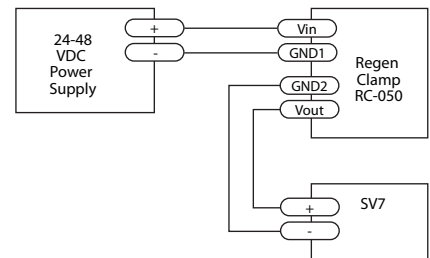 24-48
VDC
Power
Supply
+
-
Vin
GND1
GND2
Vout
Regen
Clamp
RC-050
+
-
SV7